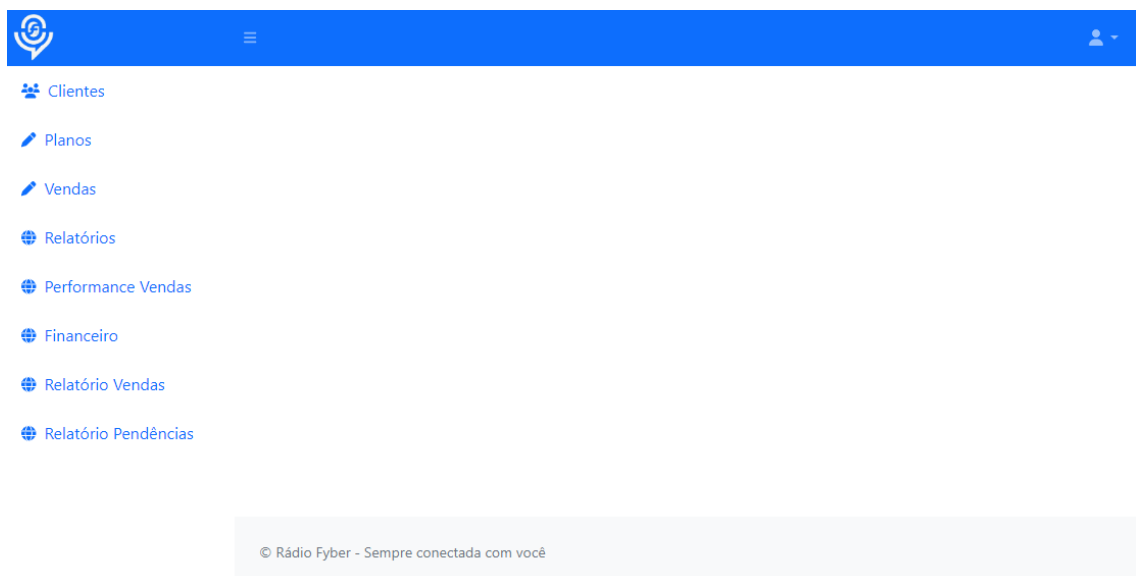 Clientes
Planos
Vendas
Relatórios
Performance Vendas
Financeiro
Relatório Vendas
Relatório Pendências
© Rádio Fyber - Sempre conectada com você